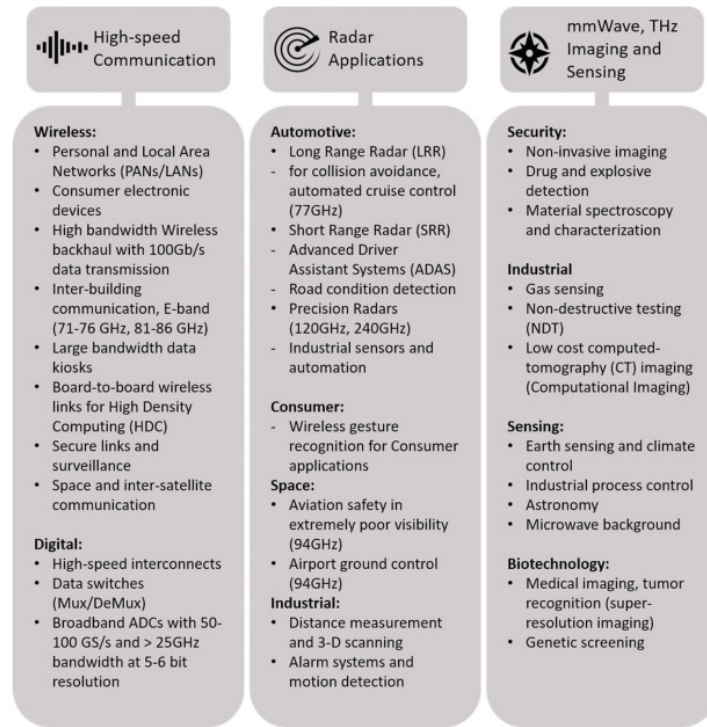 High-speed
Communication
Wireless:
• Personal and Local Area
Networks (PANs/LANs)
• Consumer electronic
devices
• High bandwidth Wireless
backhaul with 100Gb/s
data transmission
• Inter-building
communication, E-band
(71-76 GHz, 81-86 GHz)
• Large bandwidth data
kiosks
• Board-to-board wireless
links for High Density
Computing (HDC)
• Secure links and
surveillance
• Space and inter-satellite
communication
Digital:
• High-speed interconnects
• Data switches
(Mux/DeMux)
• Broadband ADCs with 50-
100 GS/s and > 25GHz
bandwidth at 5-6 bit
resolution
Radar
Applications
Automotive:
• Long Range Radar (LRR)
- for collision avoidance,
automated cruise control
(77GHz)
• Short Range Radar (SRR)
- Advanced Driver
Assistant Systems (ADAS)
- Road condition detection
• Precision Radars
(120GHz, 240GHz)
- Industrial sensors and
automation
Consumer:
- Wireless gesture
recognition for Consumer
applications
Space:
• Aviation safety in
extremely poor visibility
(94GHz)
• Airport ground control
(94GHz)
Industrial:
• Distance measurement
and 3-D scanning
• Alarm systems and
motion detection
mmWave, THz
Imaging and
Sensing
Security:
• Non-invasive imaging
• Drug and explosive
detection
• Material spectroscopy
and characterization
Industrial
• Gas sensing
• Non-destructive testing
(NDT)
• Low cost computed-
tomography (CT) imaging
(Computational Imaging)
Sensing:
• Earth sensing and climate
control
• Industrial process control
• Astronomy
• Microwave background
Biotechnology:
• Medical imaging, tumor
recognition (super-
resolution imaging)
• Genetic screening